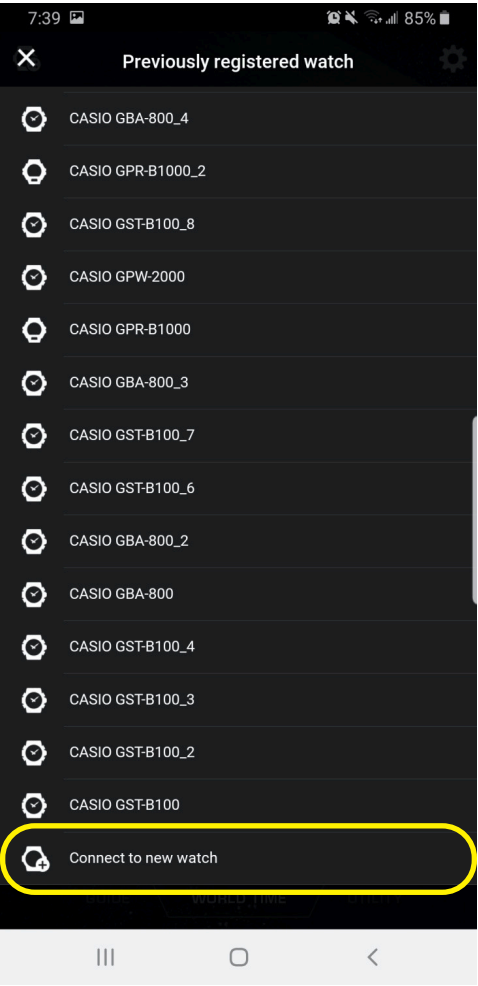 7:39 85%
Previously registered watch
CASIO GBA-800_4
CASIO GPR-B1000_2
CASIO GST-B100_8
CASIO GPW-2000
CASIO GPR-B1000
CASIO GBA-800_3
CASIO GST-B100_7
CASIO GST-B100_6
CASIO GBA-800_2
CASIO GBA-800
CASIO GST-B100_4
CASIO GST-B100_3
CASIO GST-B100_2
CASIO GST-B100
Connect to new watch
GUIDE WORLD TIME UTILITY